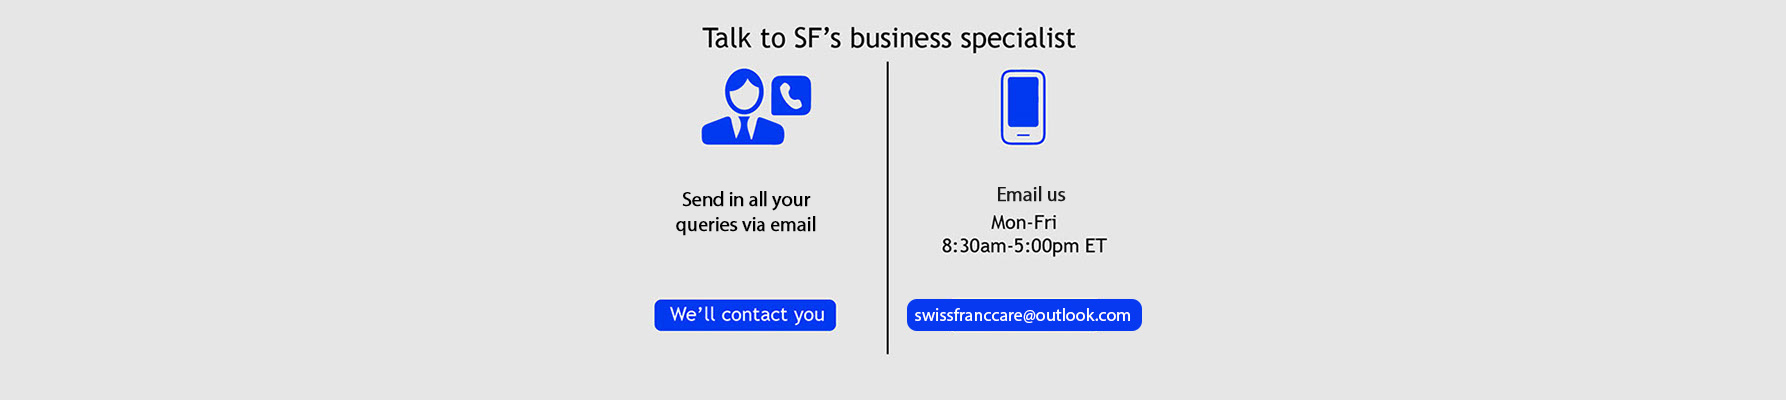 Talk to SF's business specialist
Send in all your
queries via email
We'll contact you
Email us
Mon-Fri
8:30am-5:00pm ET
swissfranccare@outlook.com